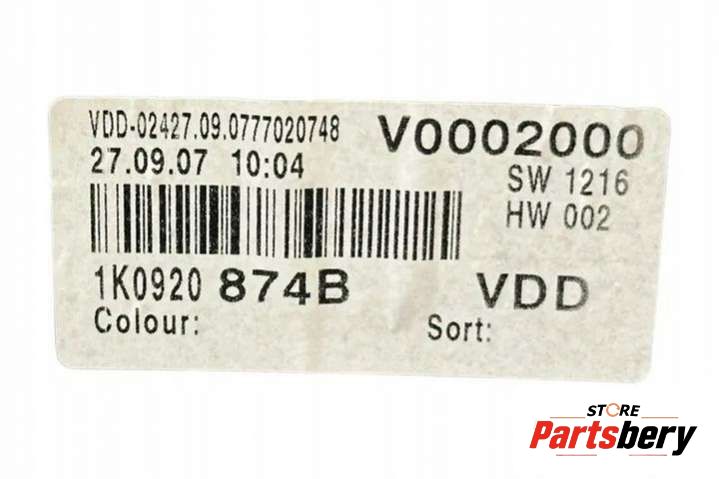 VDD-02427.09.0777020748
V0002000
27.09.07 10:04
SW 1216
HW 002
1K0920 874B
VDD
Colour:
Sort:
STORE
Partsbery